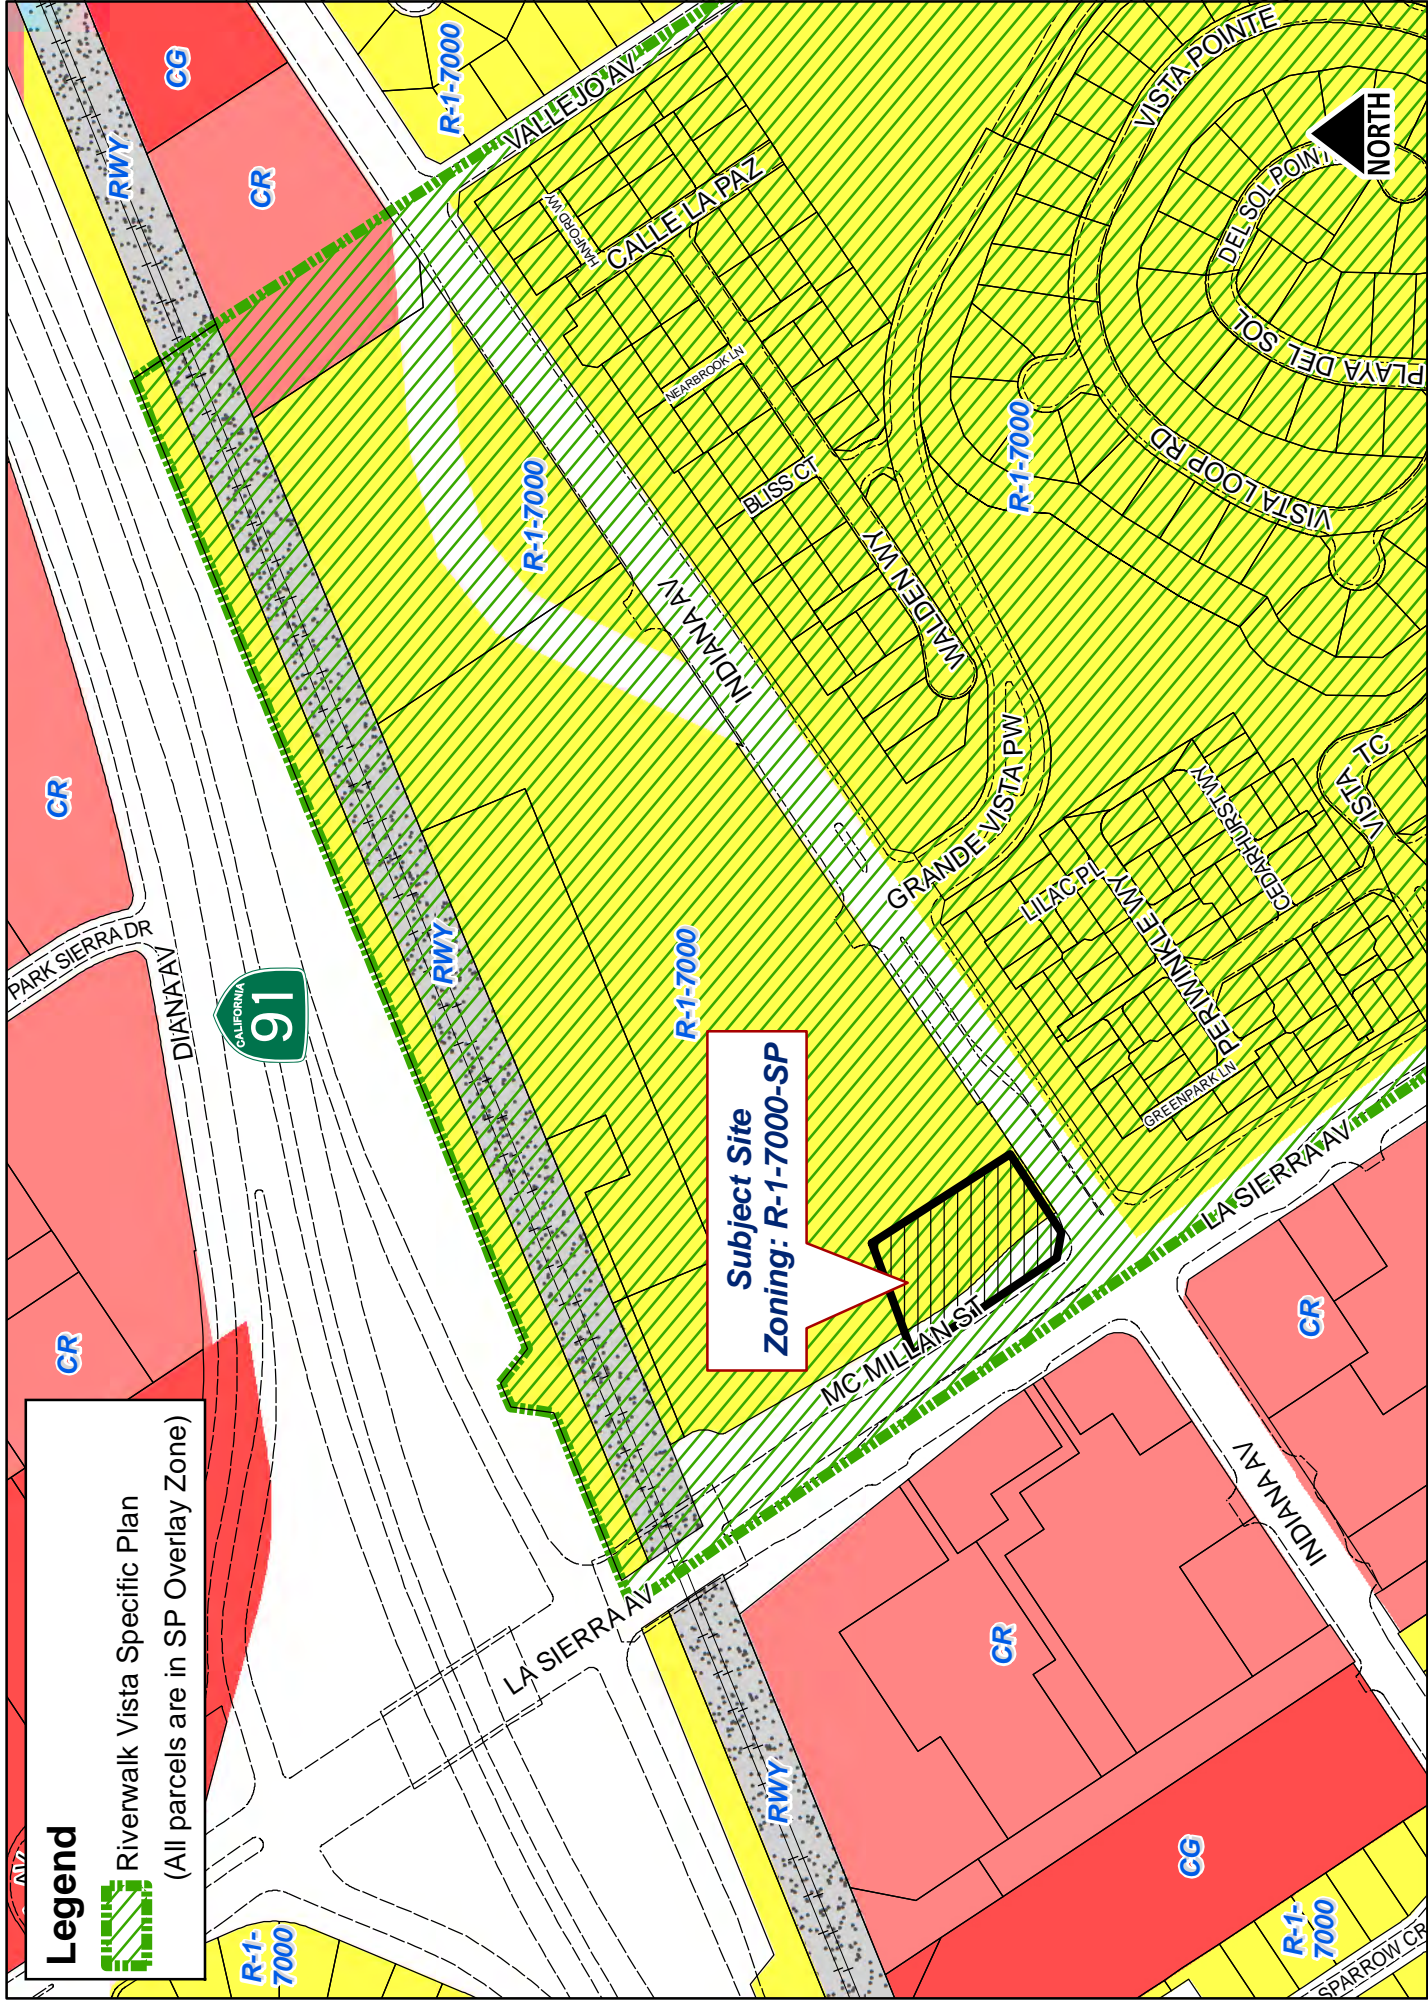 Legend
Riverwalk Vista Specific Plan
(All parcels are in SP Overlay Zone)
AV
R-1-
7000
CR
CR
PARK SIERRA DR
DIANA AV
CALIFORNIA
91
RWY
CG
CR
R-1-7000
VALLEJO AV
LA SIERRA AV
RWY
RWY
R-1-7000
R-1-7000
Subject Site
Zoning: R-1-7000-SP
MC MILLAN ST
INDIANA AV
HANFORD WY
CALLE LA PAZ
NEARBROOK LN
BLISS CT
WALDEN WY
GRANDE VISTA PW
R-1-7000
VISTA POINTE
DEL SOL POINT
PLAYA DEL SOL
VISTA LOOP RD
VISTA TC
LILAC PL
PERIWINKLE WY
CEDARHURST WY
GREENPARK LN
LA SIERRA AV
CR
INDIANA AV
CR
CG
R-1-
7000
SPARROW CR
NORTH